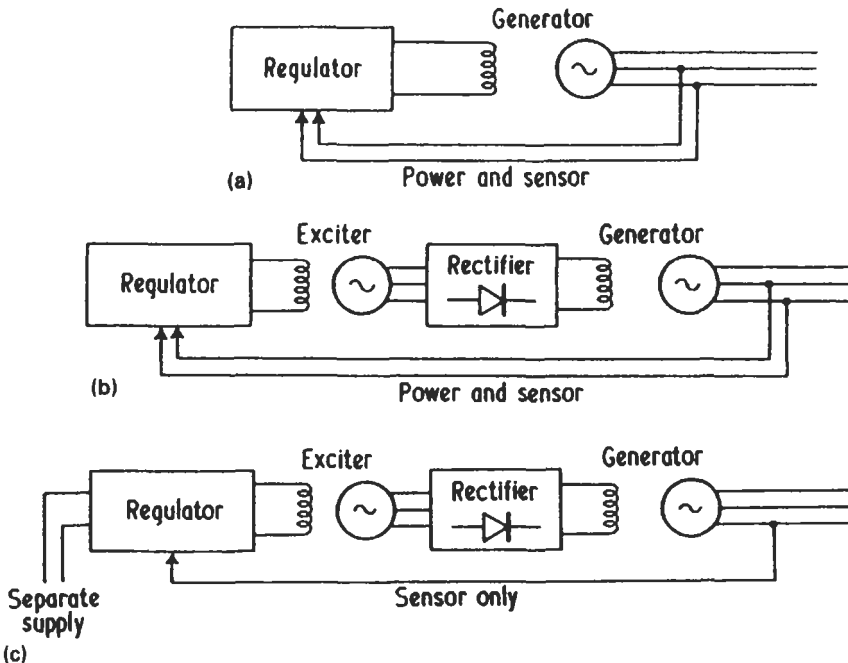 Generator
Regulator
Power and sensor
(a)
Exciter
Generator
Regulator
Rectifier
Power and sensor
(b)
Exciter
Generator
Regulator
Rectifier
Sensor only
Separate
supply
(c)